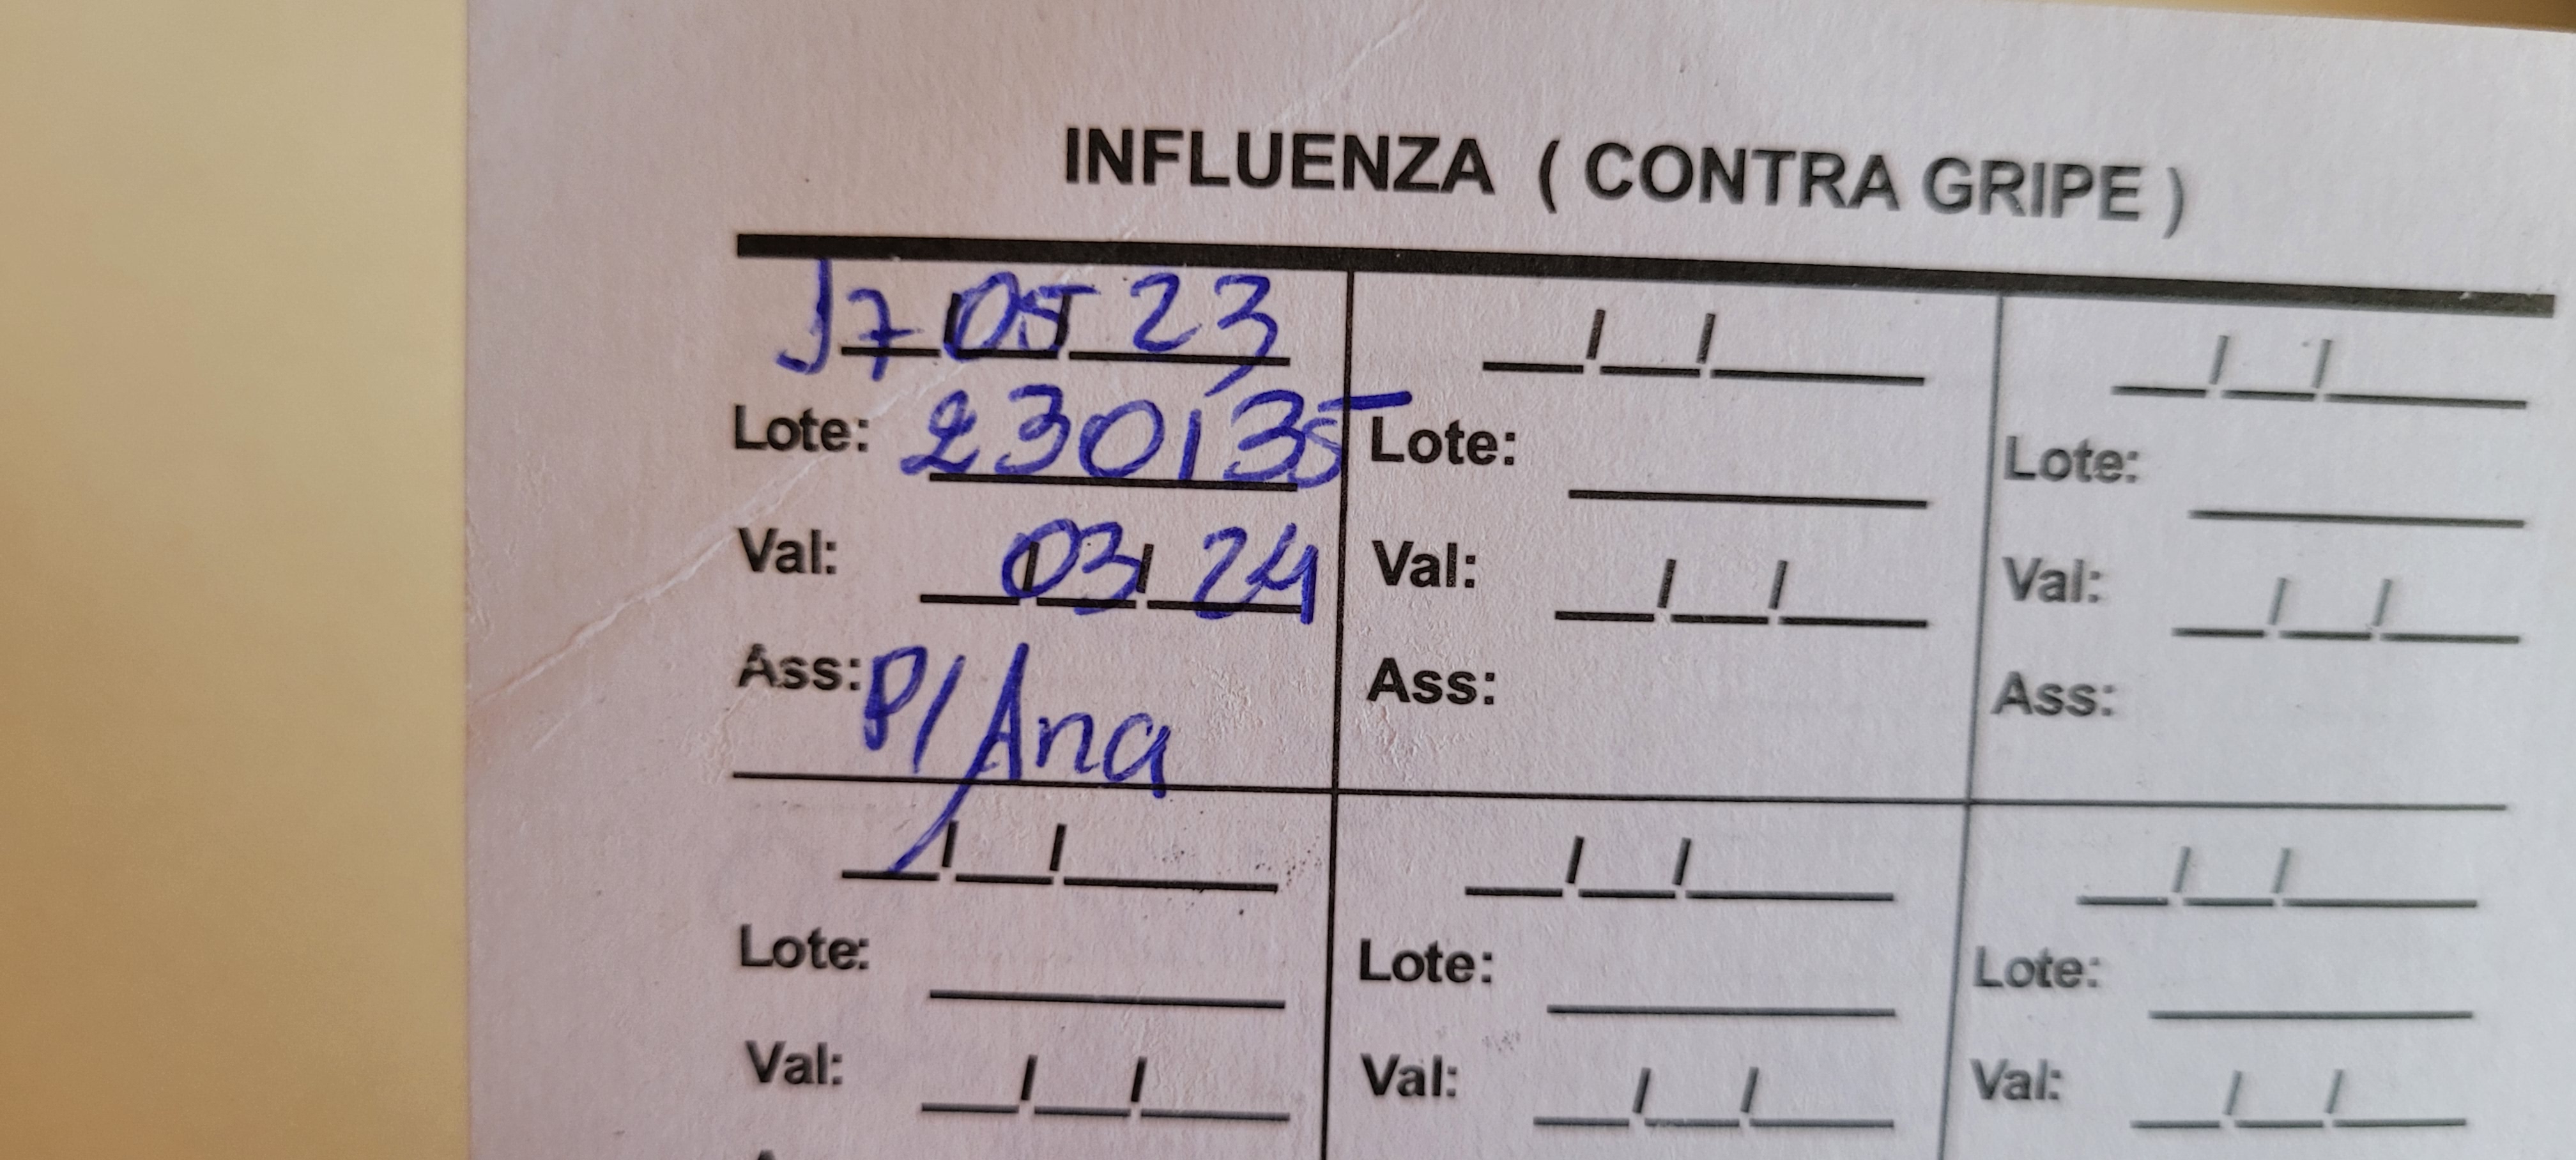 INFLUENZA ( CONTRA GRIPE )
17/05/23 __/__/____ __/__/____
Lote: 230135 Lote: ______ Lote: ______
Val: __/03/24 Val: __/__/____ Val: __/__/____
Ass: P/Ana Ass: Ass:
__/__/____ __/__/____ __/__/____
Lote: ______ Lote: ______ Lote: ______
Val: __/__/____ Val: __/__/____ Val: __/__/____